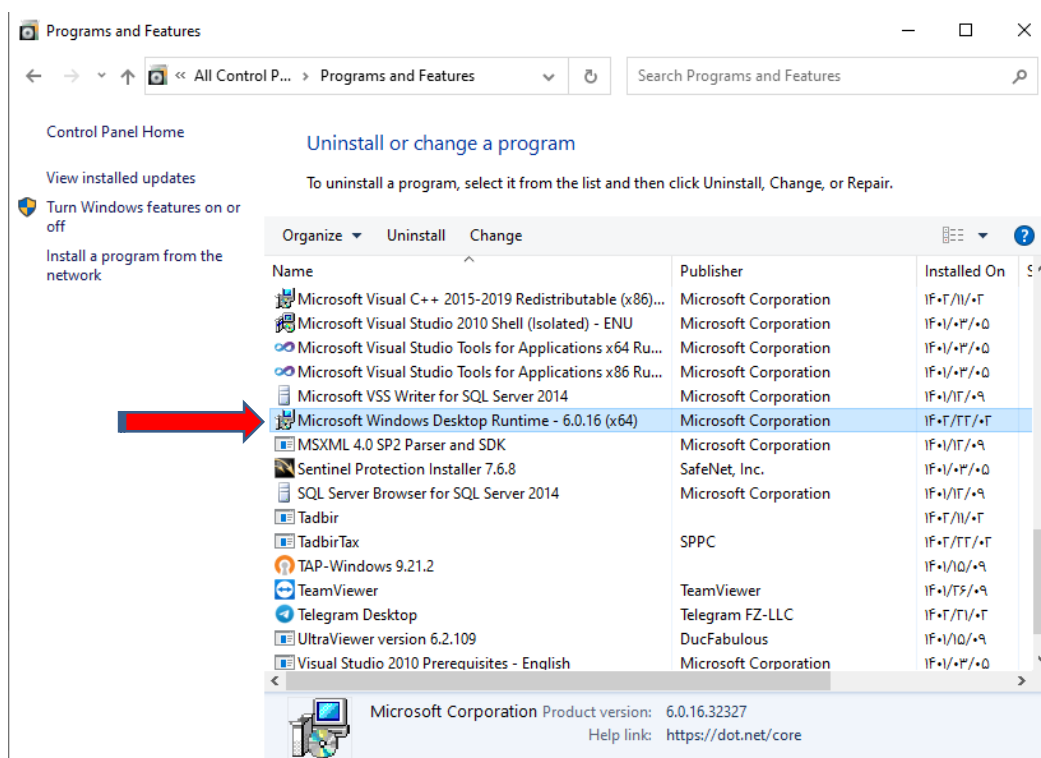 Programs and Features
« All Control P... > Programs and Features
Search Programs and Features
Control Panel Home
View installed updates
Turn Windows features on or
off
Install a program from the
network
Uninstall or change a program
To uninstall a program, select it from the list and then click Uninstall, Change, or Repair.
Organize Uninstall Change
Name Publisher Installed On
Microsoft Visual C++ 2015-2019 Redistributable (x86)... Microsoft Corporation ۱۴۰۲/۱۱/۰۲
Microsoft Visual Studio 2010 Shell (Isolated) - ENU Microsoft Corporation ۱۴۰۱/۰۳/۰۵
Microsoft Visual Studio Tools for Applications x64 Ru... Microsoft Corporation ۱۴۰۱/۰۳/۰۵
Microsoft Visual Studio Tools for Applications x86 Ru... Microsoft Corporation ۱۴۰۱/۰۳/۰۵
Microsoft VSS Writer for SQL Server 2014 Microsoft Corporation ۱۴۰۱/۱۲/۰۹
Microsoft Windows Desktop Runtime - 6.0.16 (x64) Microsoft Corporation ۱۴۰۲/۲۲/۰۲
MSXML 4.0 SP2 Parser and SDK Microsoft Corporation ۱۴۰۱/۱۲/۰۹
Sentinel Protection Installer 7.6.8 SafeNet, Inc. ۱۴۰۱/۰۳/۰۵
SQL Server Browser for SQL Server 2014 Microsoft Corporation ۱۴۰۱/۱۲/۰۹
Tadbir ۱۴۰۲/۱۱/۰۲
TadbirTax SPPC ۱۴۰۲/۲۲/۰۲
TAP-Windows 9.21.2 ۱۴۰۱/۱۵/۰۹
TeamViewer TeamViewer ۱۴۰۱/۲۶/۰۹
Telegram Desktop Telegram FZ-LLC ۱۴۰۲/۲۱/۰۲
UltraViewer version 6.2.109 DucFabulous ۱۴۰۱/۱۵/۰۹
Visual Studio 2010 Prerequisites - English Microsoft Corporation ۱۴۰۱/۰۳/۰۵
Microsoft Corporation Product version: 6.0.16.32327
Help link: https://dot.net/core